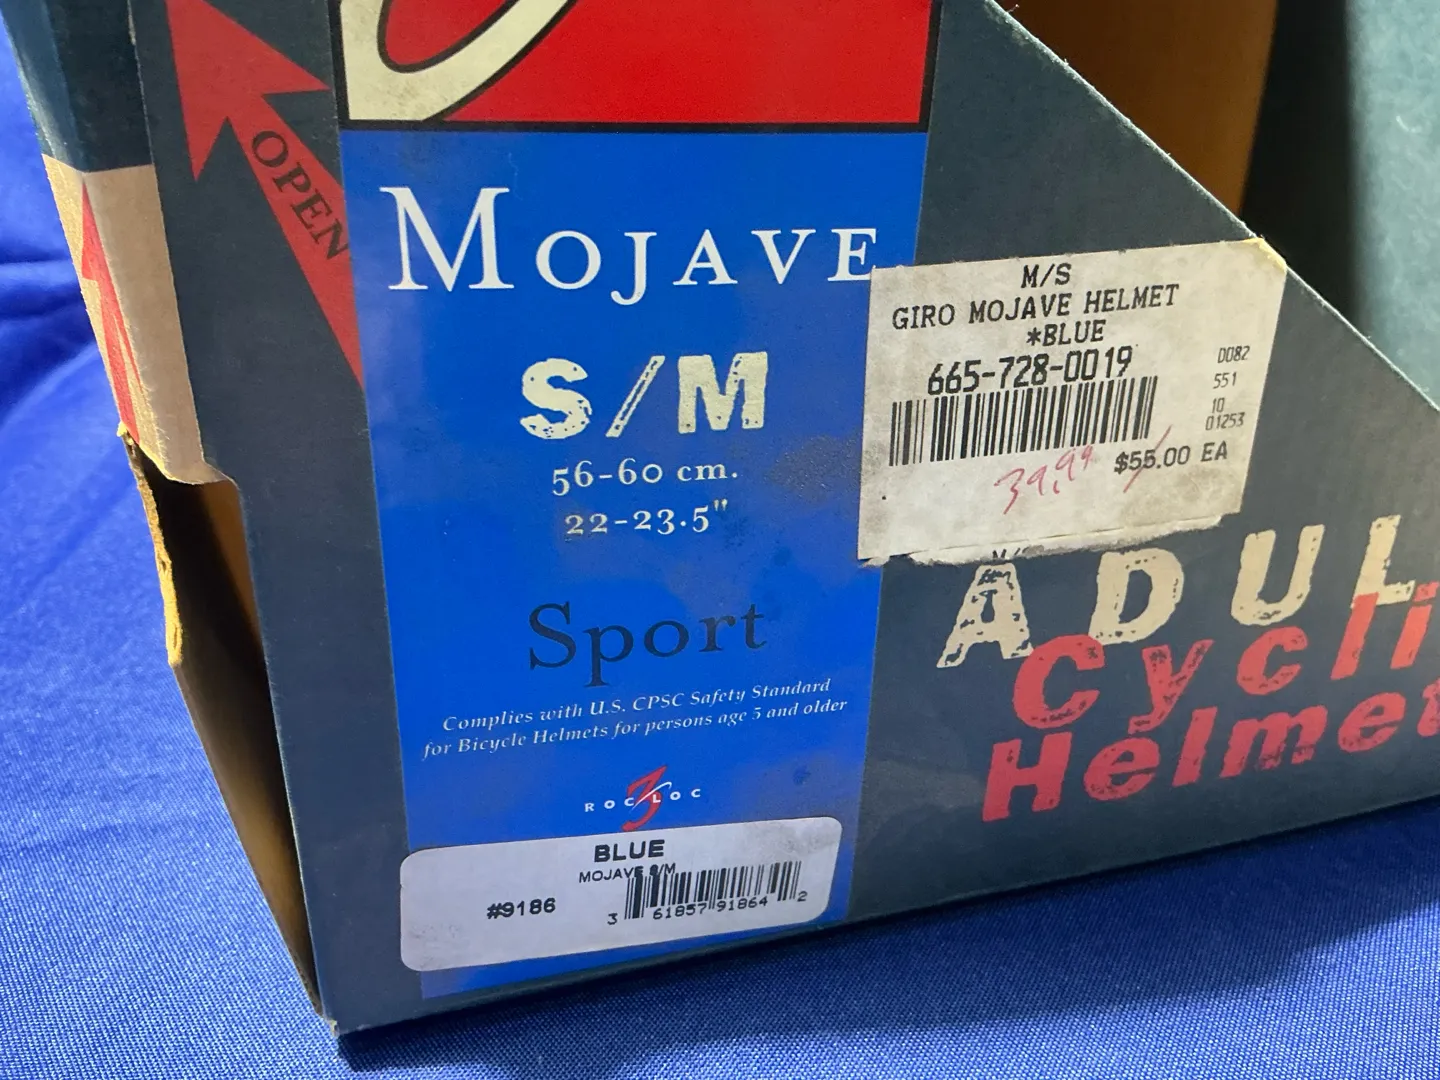 OPEN
MOJAVE
S/M
56-60 cm.
22-23.5"
Sport
Complies with U.S. CPSC Safety Standard
for Bicycle Helmets for persons age 5 and older
ROC LOC
3
BLUE
MOJAVE S/M
#9186
3 61857 91864 2
M/S
GIRO MOJAVE HELMET
*BLUE
665-728-0019
D082
551
10
01253
39.99
$55.00 EA
ADUL
Cycli
Helmet